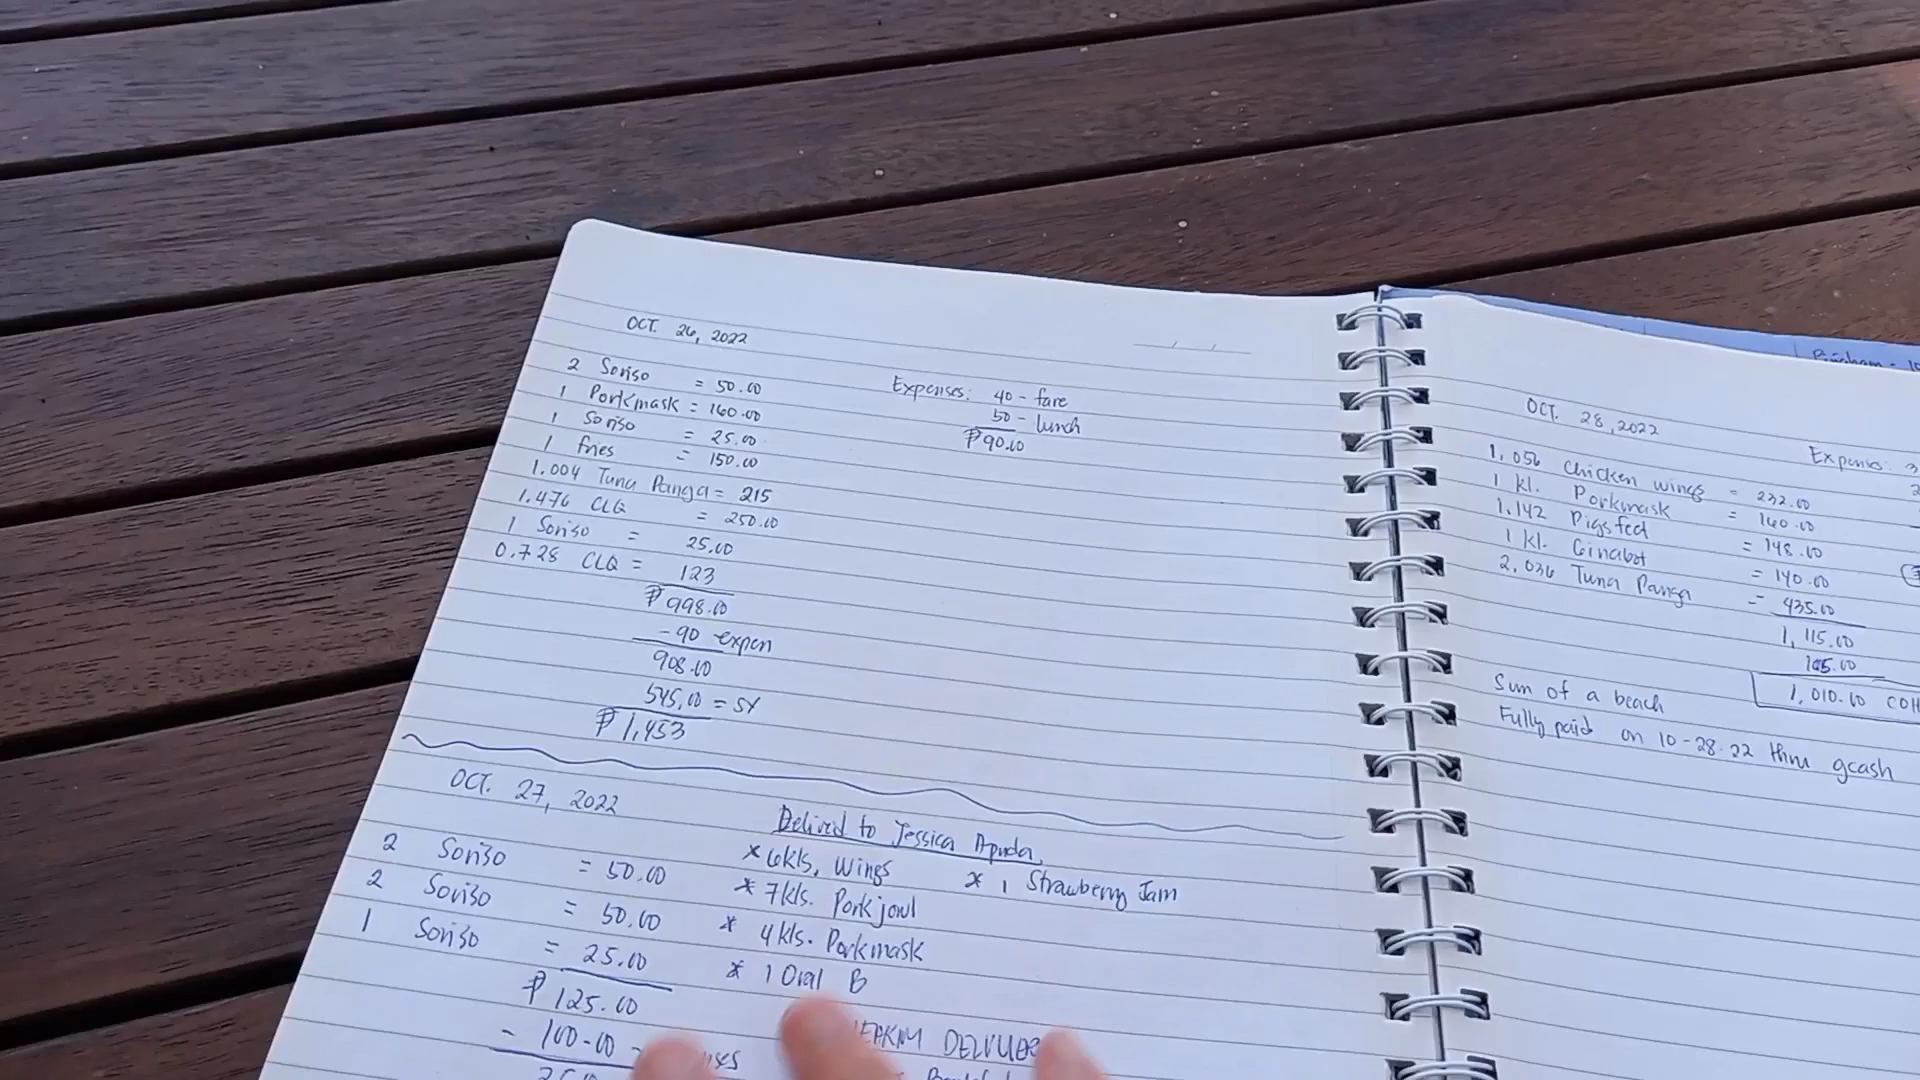 OCT. 26, 2022
2 Soriso = 50.00
1 Porkmask = 160.00
1 Soriso = 25.00
1 fries = 150.00
1.004 Tuna Panga = 215
1.476 CLQ = 250.00
1 Soriso = 25.00
0.728 CLQ = 123
₱998.00
-90 expen
908.00
545.00 = SY
₱1,453
Expenses: 40 - fare
50 - lunch
₱90.00
OCT. 27, 2022
2 Soriso = 50.00
2 Soriso = 50.00
1 Soriso = 25.00
₱125.00
- 100.00 -
Delived to Jessica Apuda
* 6kls, Wings
* 1 Strawberry Jam
* 7kls. Pork jowl
* 4kls. Porkmask
* 1 Oral B
OCT. 28, 2022
1.056 Chicken wings = 232.00
1 kl. Porkmask = 160.00
1.142 Pigs feet = 148.00
1 kl. Ginabot = 140.00
2.036 Tuna Panga = 435.00
1,115.00
105.00
1,010.00 COH
Expenses: 3
Sum of a beach
Fully paid on 10-28-22 thru gcash